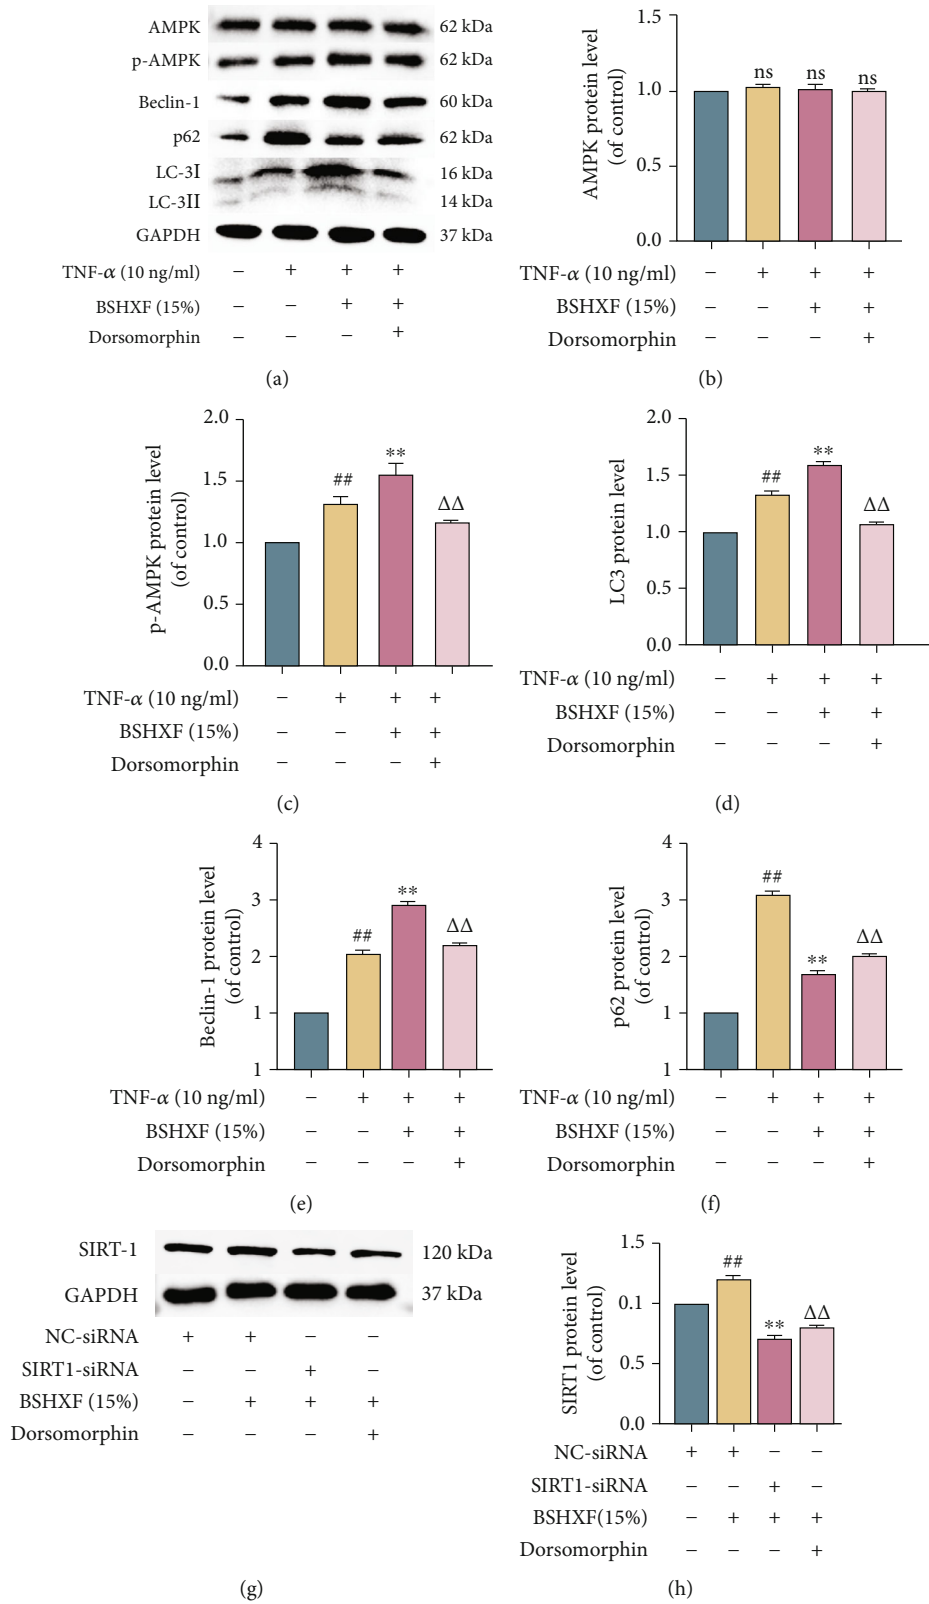 AMPK 62 kDa
p-AMPK 62 kDa
Beclin-1 60 kDa
p62 62 kDa
LC-3I 16 kDa
LC-3II 14 kDa
GAPDH 37 kDa
TNF-α (10 ng/ml) – + + +
BSHXF (15%) – – + +
Dorsomorphin – – – +
(a)
AMPK protein level
(of control)
1.5
1.0
0.5
0.0
ns ns ns
TNF-α (10 ng/ml) – + + +
BSHXF (15%) – – + +
Dorsomorphin – – – +
(b)
p-AMPK protein level
(of control)
2.0
1.5
1.0
0.5
0.0
## ** ΔΔ
TNF-α (10 ng/ml) – + + +
BSHXF (15%) – – + +
Dorsomorphin – – – +
(c)
LC3 protein level
2.0
1.5
1.0
0.5
0.0
## ** ΔΔ
TNF-α (10 ng/ml) – + + +
BSHXF (15%) – – + +
Dorsomorphin – – – +
(d)
Beclin-1 protein level
(of control)
4
3
2
1
1
## ** ΔΔ
TNF-α (10 ng/ml) – + + +
BSHXF (15%) – – + +
Dorsomorphin – – – +
(e)
p62 protein level
(of control)
4
3
2
1
1
## ** ΔΔ
TNF-α (10 ng/ml) – + + +
BSHXF (15%) – – + +
Dorsomorphin – – – +
(f)
SIRT-1 120 kDa
GAPDH 37 kDa
NC-siRNA + + – –
SIRT1-siRNA – – + –
BSHXF (15%) – + + +
Dorsomorphin – – – +
(g)
SIRT1 protein level
(of control)
1.5
0.1
0.5
0.0
## ** ΔΔ
NC-siRNA + + – –
SIRT1-siRNA – – + –
BSHXF(15%) – + + +
Dorsomorphin – – – +
(h)